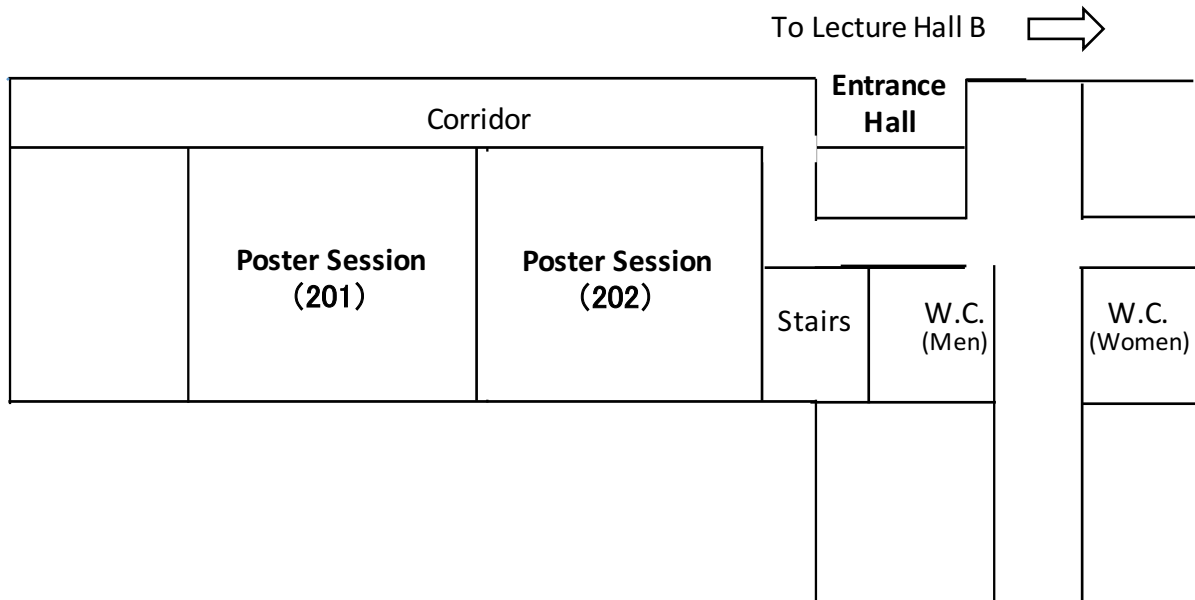 To Lecture Hall B
Entrance
Hall
Corridor
Poster Session
（201）
Poster Session
（202）
Stairs
W.C.
(Men)
W.C.
(Women)